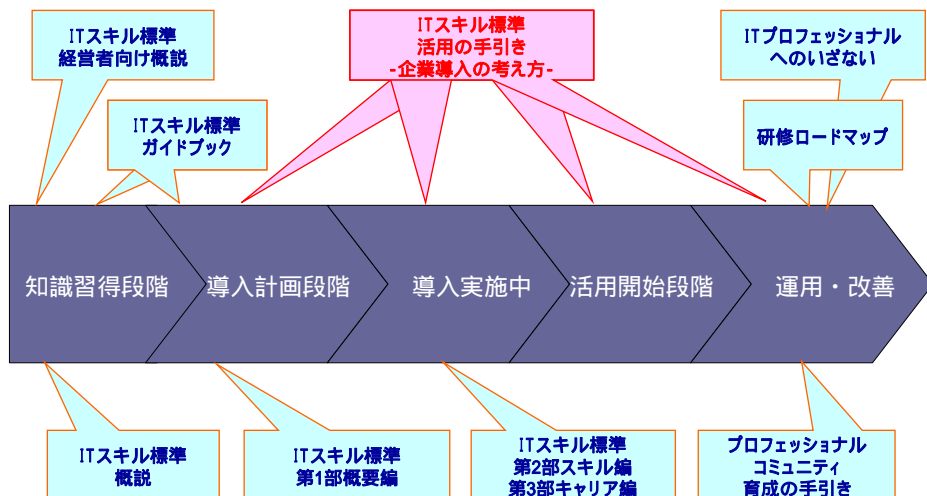 ITスキル標準
経営者向け概説
ITスキル標準
活用の手引き
-企業導入の考え方-
ITプロフェッショナル
へのいざない
ITスキル標準
ガイドブック
研修ロードマップ
知識習得段階
導入計画段階
導入実施中
活用開始段階
運用・改善
ITスキル標準
概説
ITスキル標準
第1部概要編
ITスキル標準
第2部スキル編
第3部キャリア編
プロフェッショナル
コミュニティ
育成の手引き